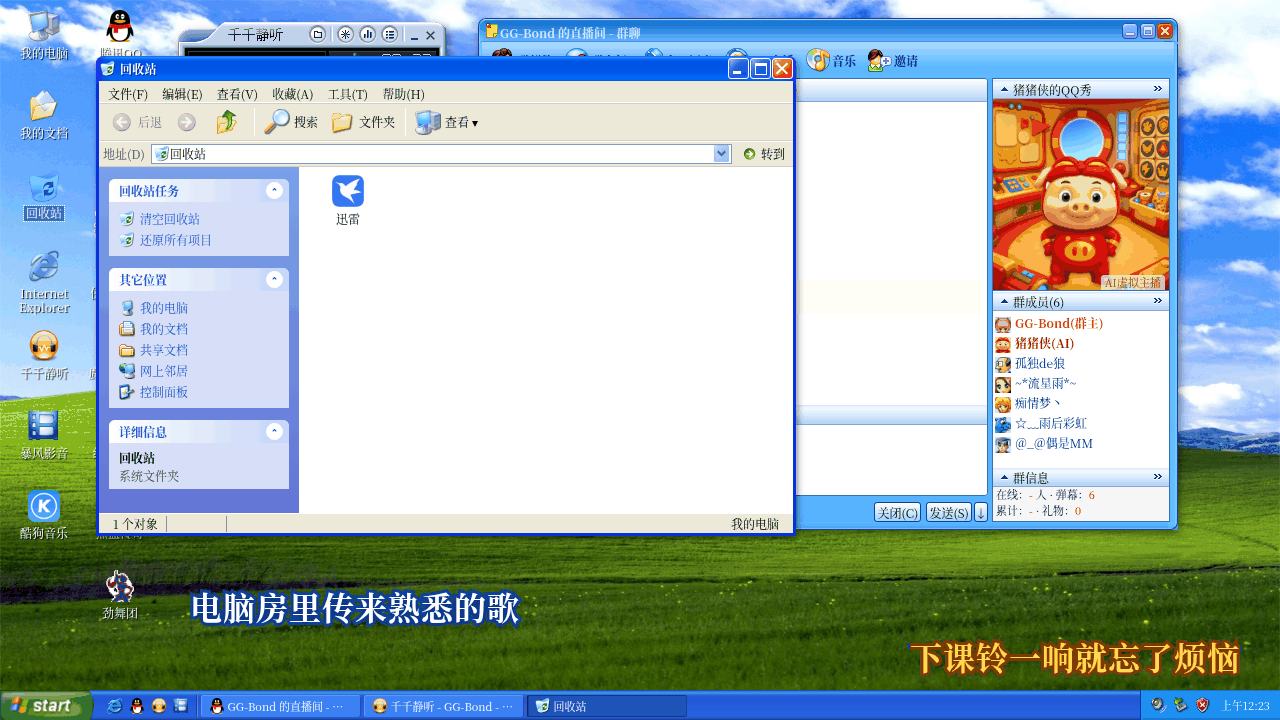 我的电脑
腾讯QQ
我的文档
回收站
Internet
Explorer
千千静听
暴风影音
酷狗音乐
劲舞团
千千静听
GG-Bond 的直播间 - 群聊
音乐
邀请
回收站
文件(F) 编辑(E) 查看(V) 收藏(A) 工具(T) 帮助(H)
后退 搜索 文件夹 查看
地址(D) 回收站 转到
回收站任务
清空回收站
还原所有项目
其它位置
我的电脑
我的文档
共享文档
网上邻居
控制面板
详细信息
回收站
系统文件夹
迅雷
1 个对象 我的电脑
猪猪侠的QQ秀
AI虚拟主播
群成员(6)
GG-Bond(群主)
猪猪侠(AI)
孤独de狼
~*流星雨*~
痴情梦丶
☆﹏雨后彩虹
@_@偶是MM
群信息
在线: - 人 · 弹幕: 6
累计: - · 礼物: 0
关闭(C) 发送(S) ↓
电脑房里传来熟悉的歌
下课铃一响就忘了烦恼
start
GG-Bond 的直播间 - ···
千千静听 - GG-Bond - ···
回收站
上午12:23